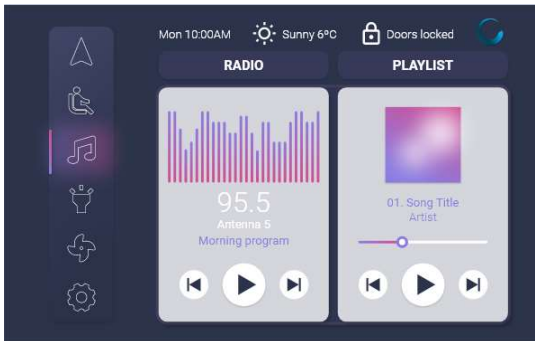 Mon 10:00AM Sunny 6ºC Doors locked
RADIO PLAYLIST
95.5
Antenna 5
Morning program
01. Song Title
Artist